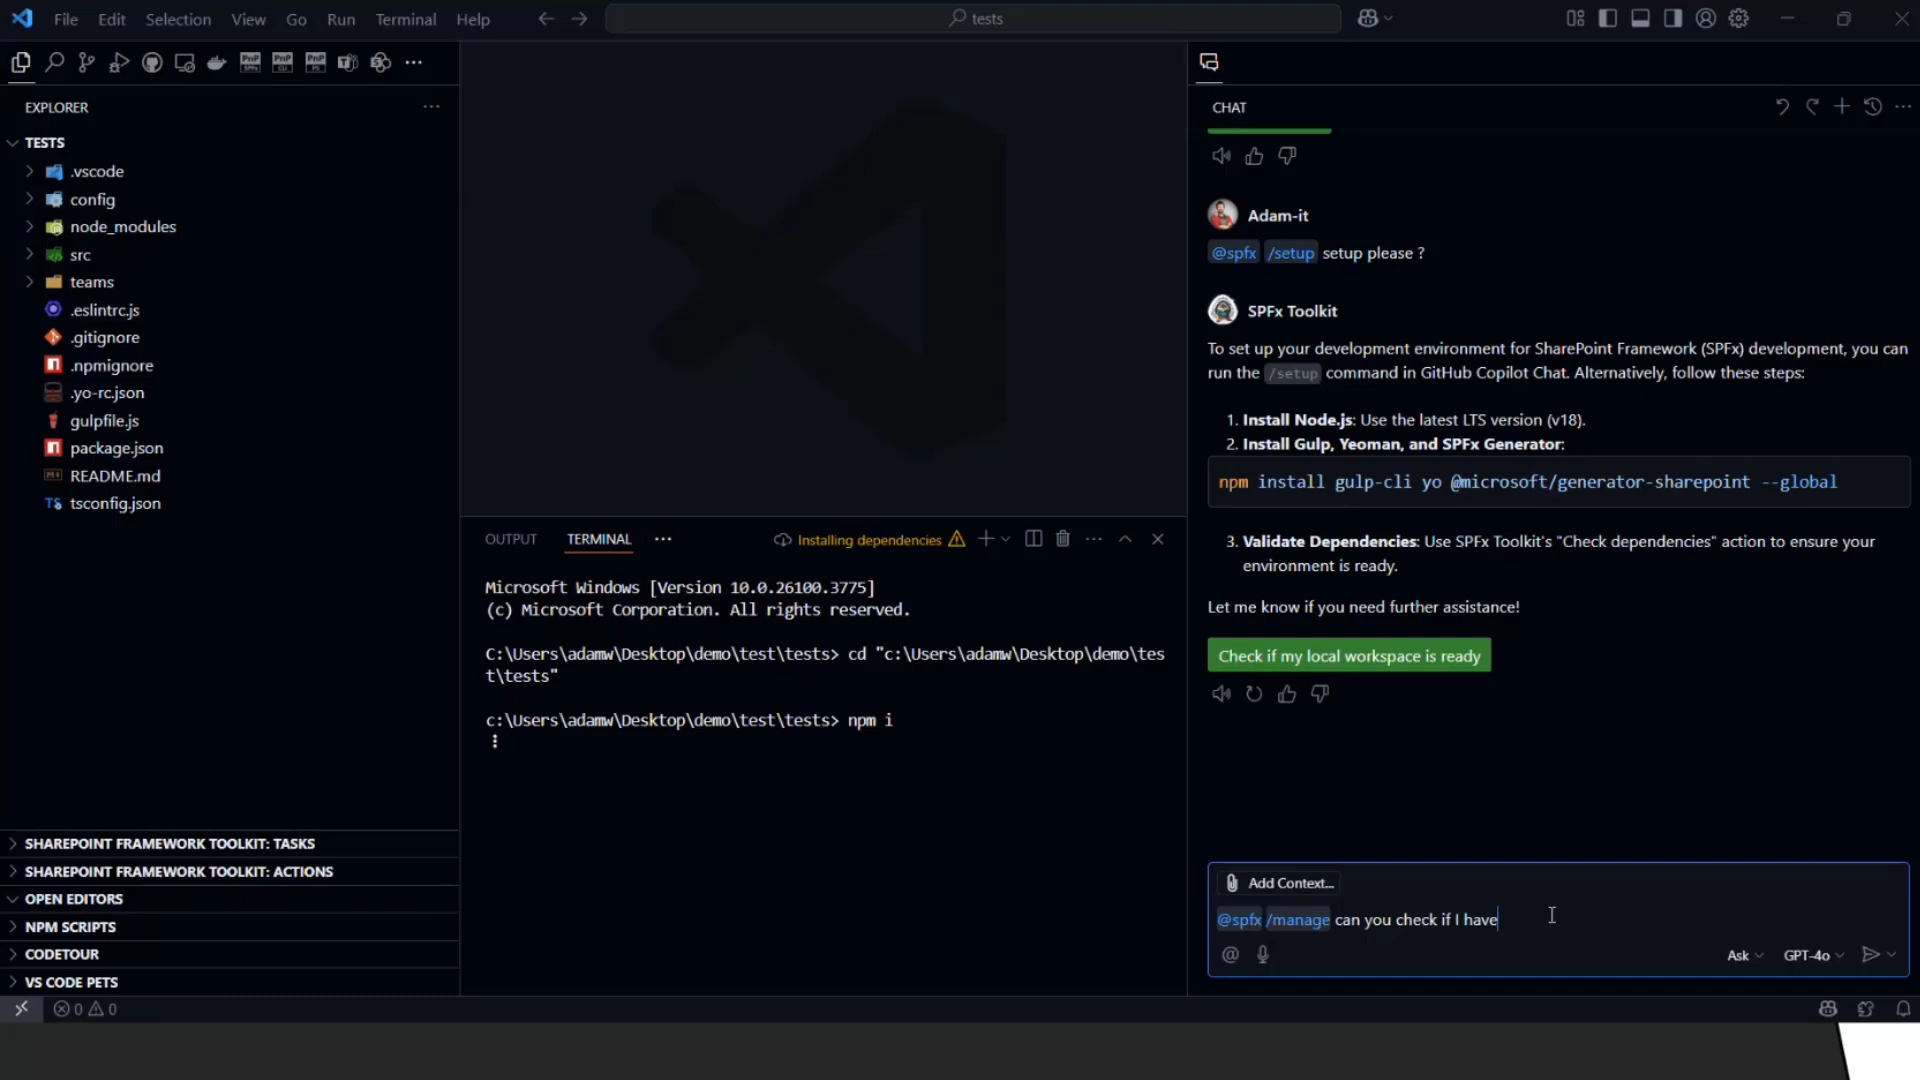 File Edit Selection View Go Run Terminal Help
tests
EXPLORER
TESTS
.vscode
config
node_modules
src
teams
.eslintrc.js
.gitignore
.npmignore
.yo-rc.json
gulpfile.js
package.json
README.md
TS tsconfig.json
SHAREPOINT FRAMEWORK TOOLKIT: TASKS
SHAREPOINT FRAMEWORK TOOLKIT: ACTIONS
OPEN EDITORS
NPM SCRIPTS
CODETOUR
VS CODE PETS
0 0
OUTPUT TERMINAL
Installing dependencies
Microsoft Windows [Version 10.0.26100.3775]
(c) Microsoft Corporation. All rights reserved.
C:\Users\adamw\Desktop\demo\test\tests> cd "c:\Users\adamw\Desktop\demo\tes
t\tests"
c:\Users\adamw\Desktop\demo\test\tests> npm i
CHAT
Adam-it
@spfx /setup setup please ?
SPFx Toolkit
To set up your development environment for SharePoint Framework (SPFx) development, you can
run the /setup command in GitHub Copilot Chat. Alternatively, follow these steps:
1. Install Node.js: Use the latest LTS version (v18).
2. Install Gulp, Yeoman, and SPFx Generator:
npm install gulp-cli yo @microsoft/generator-sharepoint --global
3. Validate Dependencies: Use SPFx Toolkit's "Check dependencies" action to ensure your
environment is ready.
Let me know if you need further assistance!
Check if my local workspace is ready
Add Context...
@spfx /manage can you check if I have
Ask GPT-4o